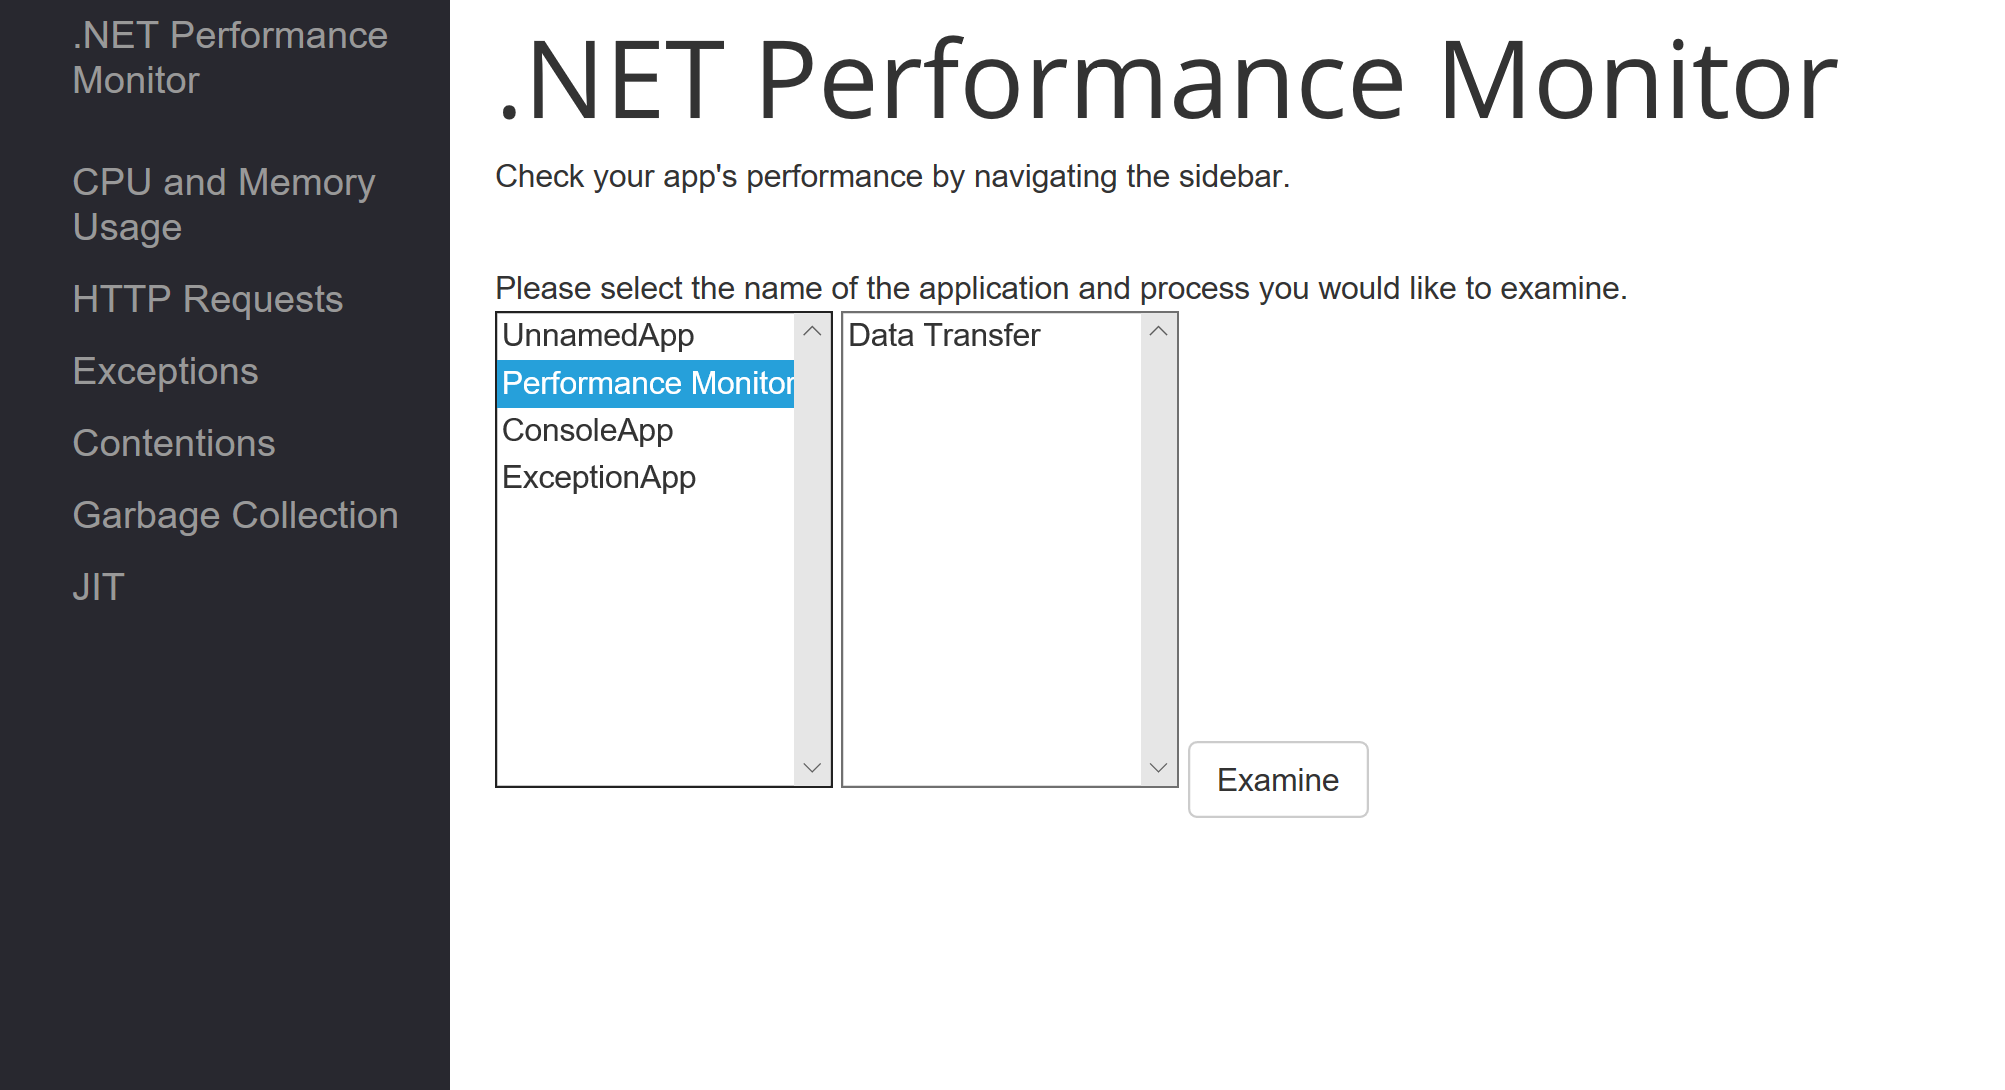 .NET Performance
Monitor
CPU and Memory
Usage
HTTP Requests
Exceptions
Contentions
Garbage Collection
JIT
.NET Performance Monitor
Check your app's performance by navigating the sidebar.
Please select the name of the application and process you would like to examine.
UnnamedApp
Performance Monitor
ConsoleApp
ExceptionApp
Data Transfer
Examine